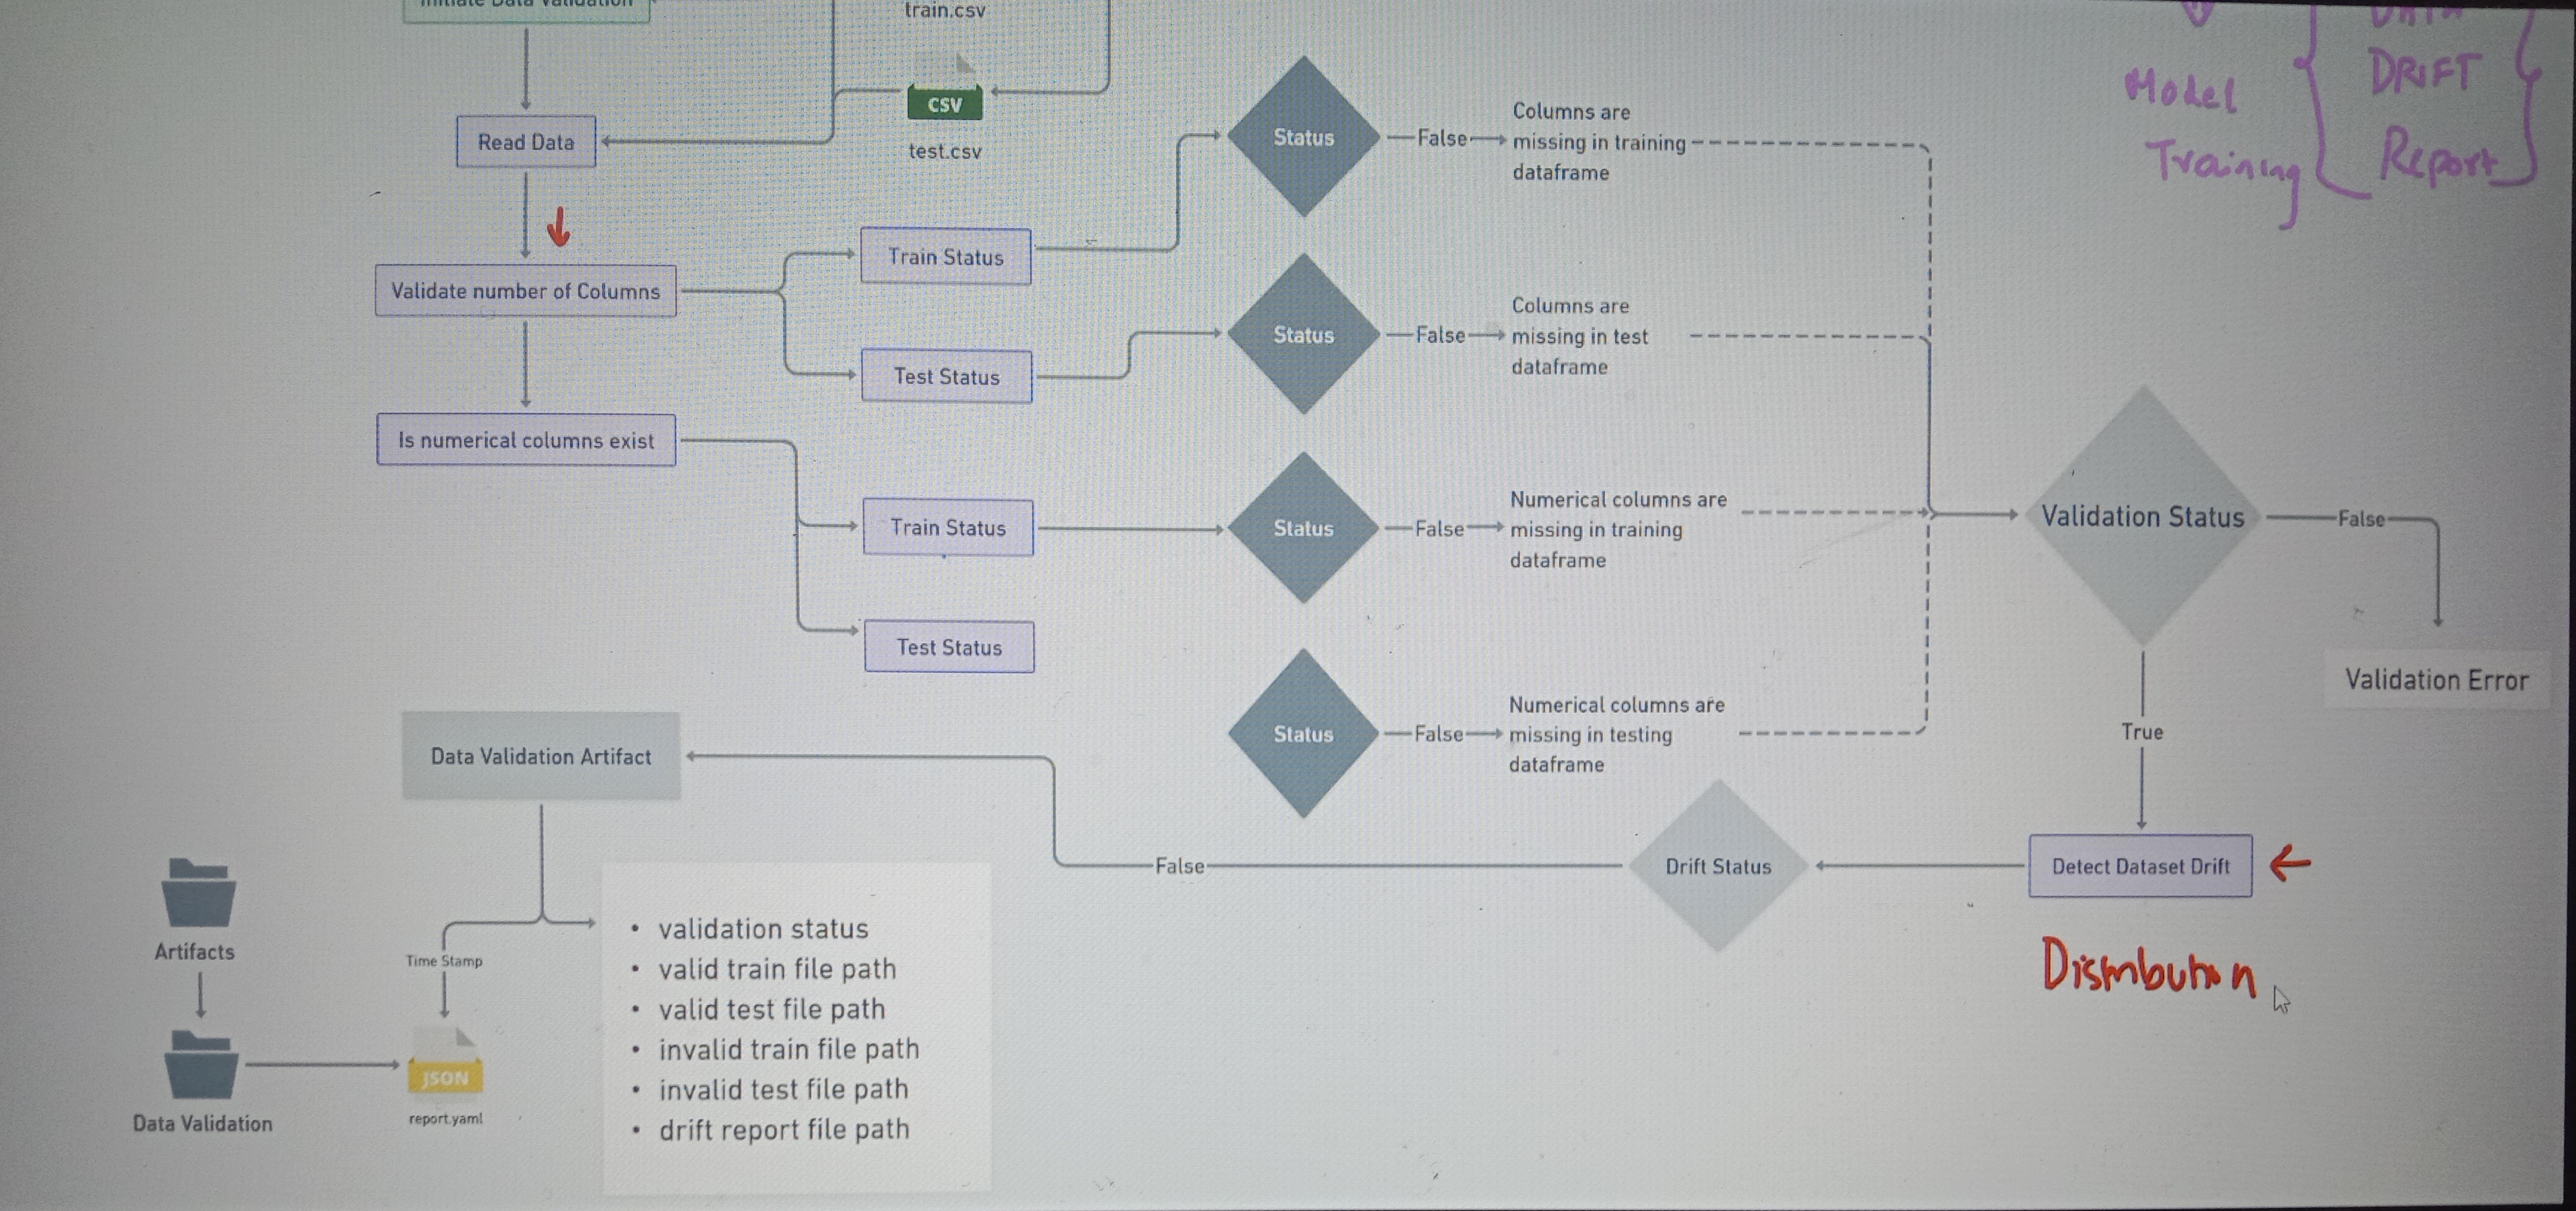 Initiate Data Validation
train.csv
CSV
test.csv
Read Data
Validate number of Columns
Is numerical columns exist
Train Status
Test Status
Train Status
Test Status
Status
False
Columns are
missing in training
dataframe
Status
False
Columns are
missing in test
dataframe
Status
False
Numerical columns are
missing in training
dataframe
Status
False
Numerical columns are
missing in testing
dataframe
Model
Training
DATA
DRIFT
Report
Validation Status
False
Validation Error
True
Detect Dataset Drift
Distribution
Drift Status
False
Data Validation Artifact
Artifacts
Data Validation
Time Stamp
JSON
report.yaml
• validation status
• valid train file path
• valid test file path
• invalid train file path
• invalid test file path
• drift report file path